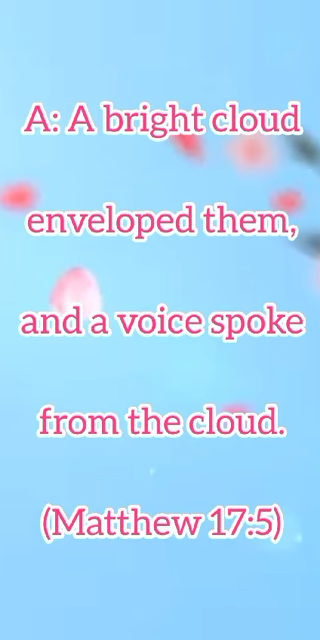 A: A bright cloud
enveloped them,
and a voice spoke
from the cloud.
(Matthew 17:5)